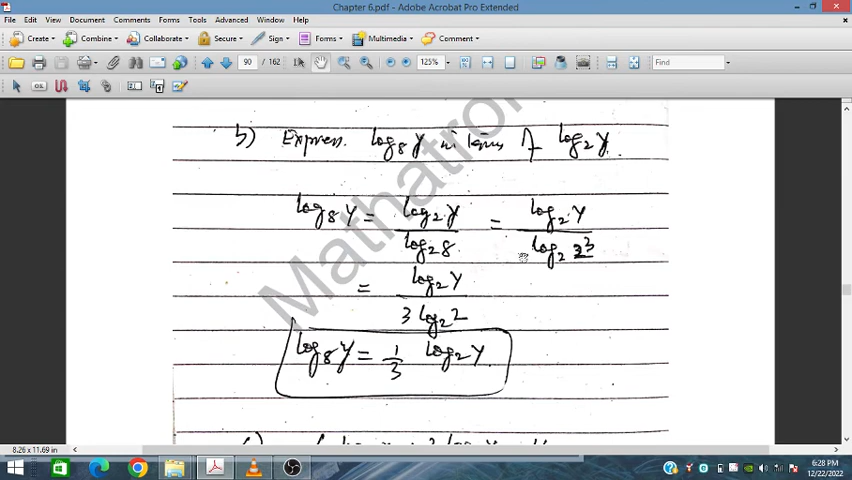 Chapter 6.pdf - Adobe Acrobat Pro Extended
File Edit View Document Comments Forms Tools Advanced Window Help
Create Combine Collaborate Secure Sign Forms Multimedia Comment
90 / 162 125% Find
Mathatron
b) Express log₈ y in terms of log₂ y.
log₈ y = log₂ y / log₂ 8 = log₂ y / log₂ 2³
= log₂ y / 3 log₂ 2
log₈ y = 1/3 log₂ y.
8.26 x 11.69 in
6:28 PM
12/22/2022